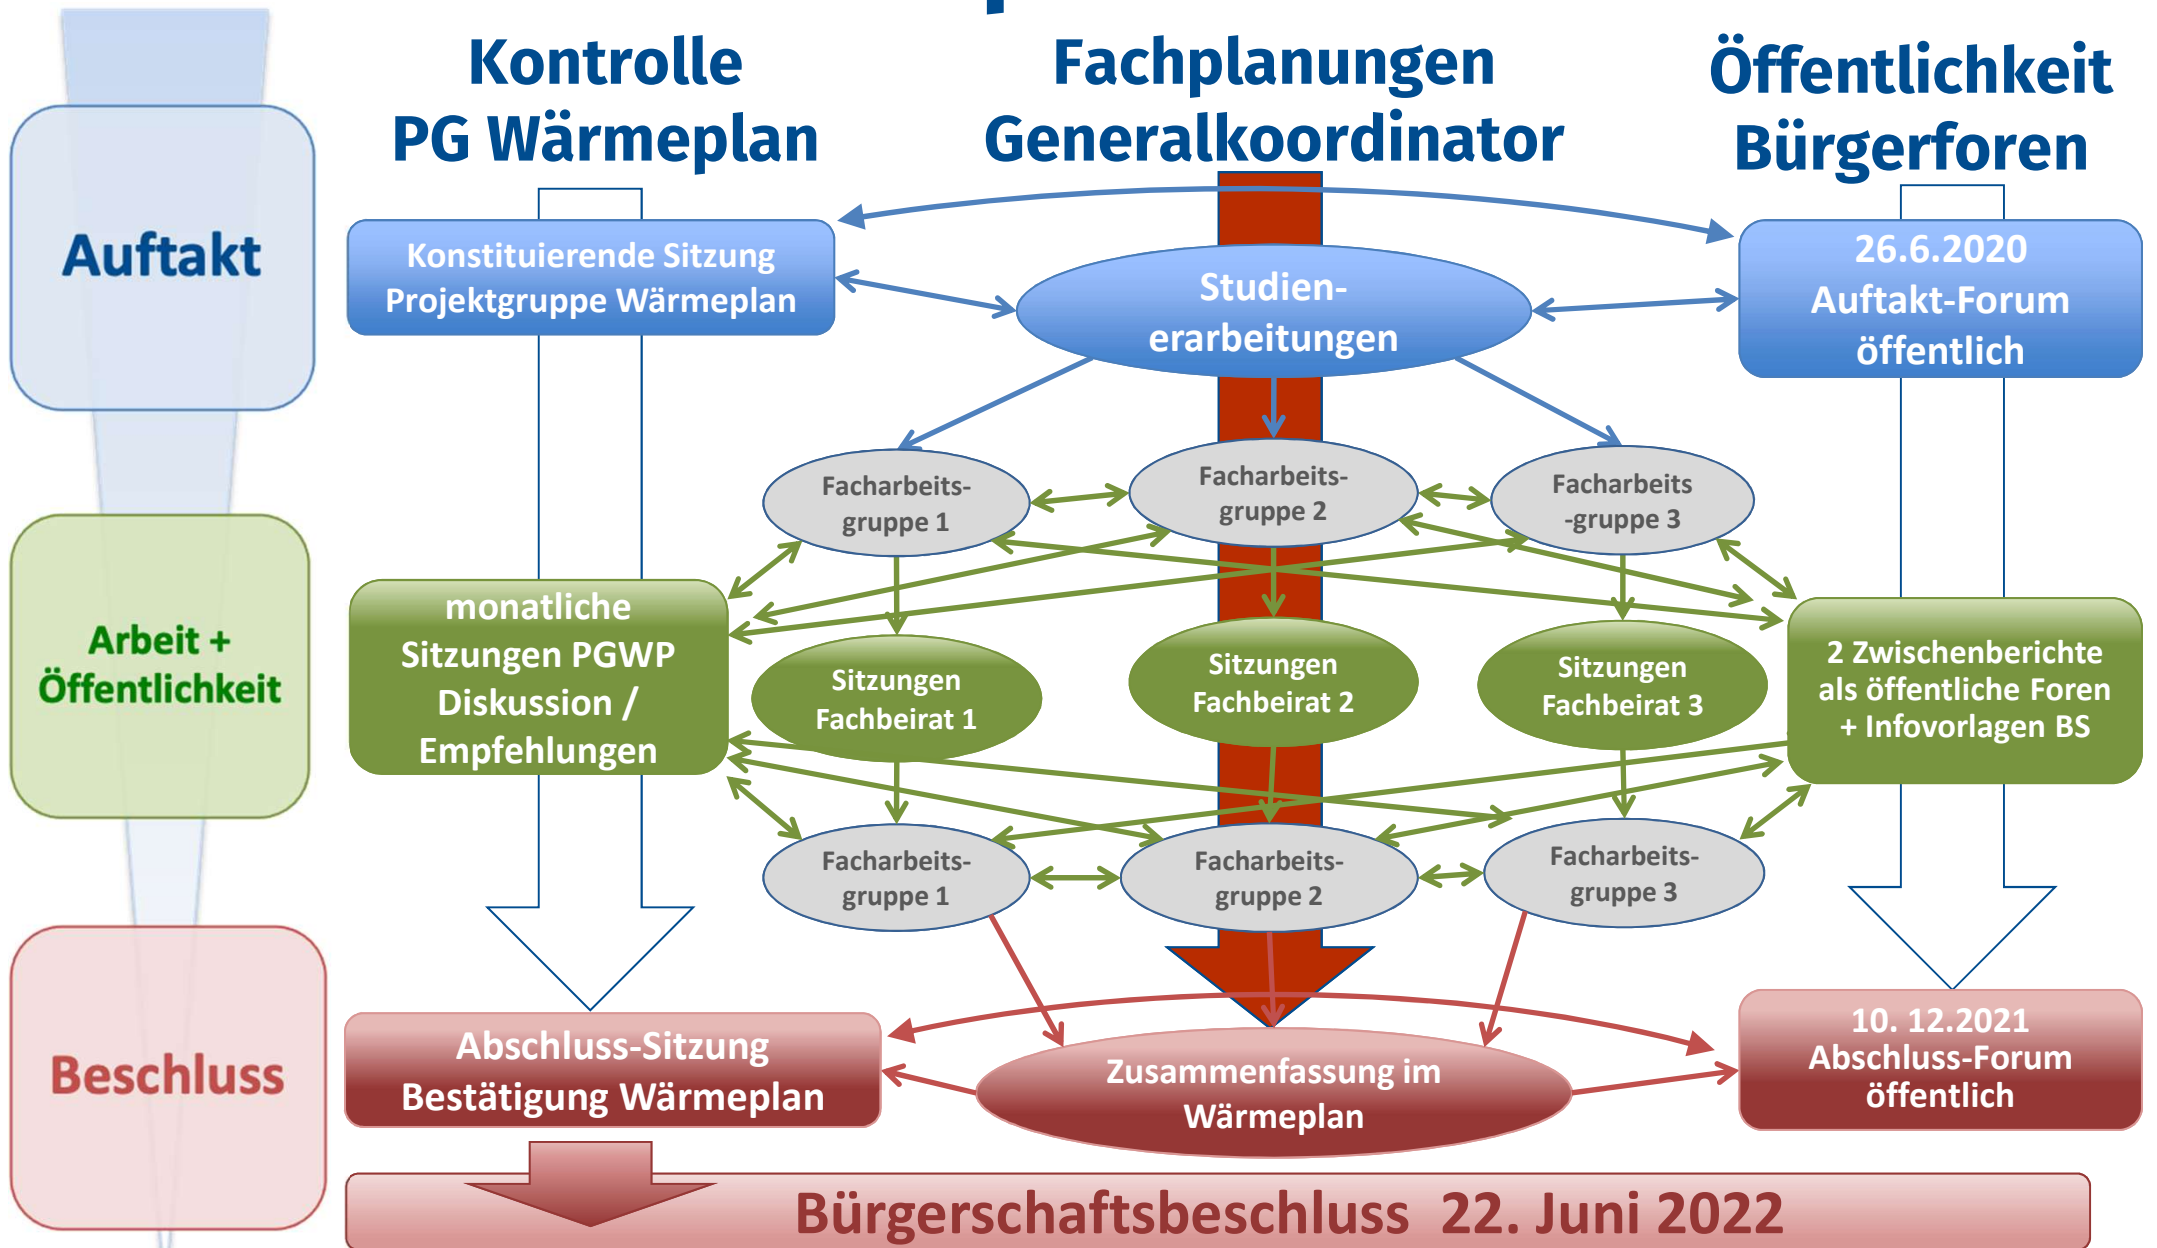 Kontrolle
PG Wärmeplan
Fachplanungen
Generalkoordinator
Öffentlichkeit
Bürgerforen
Auftakt
Konstituierende Sitzung
Projektgruppe Wärmeplan
Studien-
erarbeitungen
26.6.2020
Auftakt-Forum
öffentlich
Facharbeits-
gruppe 1
Facharbeits-
gruppe 2
Facharbeits
-gruppe 3
Arbeit +
Öffentlichkeit
monatliche
Sitzungen PGWP
Diskussion /
Empfehlungen
Sitzungen
Fachbeirat 1
Sitzungen
Fachbeirat 2
Sitzungen
Fachbeirat 3
2 Zwischenberichte
als öffentliche Foren
+ Infovorlagen BS
Facharbeits-
gruppe 1
Facharbeits-
gruppe 2
Facharbeits-
gruppe 3
Beschluss
Abschluss-Sitzung
Bestätigung Wärmeplan
Zusammenfassung im
Wärmeplan
10. 12.2021
Abschluss-Forum
öffentlich
Bürgerschaftsbeschluss 22. Juni 2022